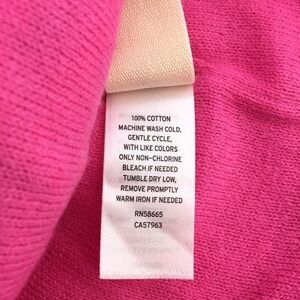 100% COTTON
MACHINE WASH COLD,
GENTLE CYCLE,
WITH LIKE COLORS
ONLY NON-CHLORINE
BLEACH IF NEEDED
TUMBLE DRY LOW,
REMOVE PROMPTLY
WARM IRON IF NEEDED
RN58665
CA57963